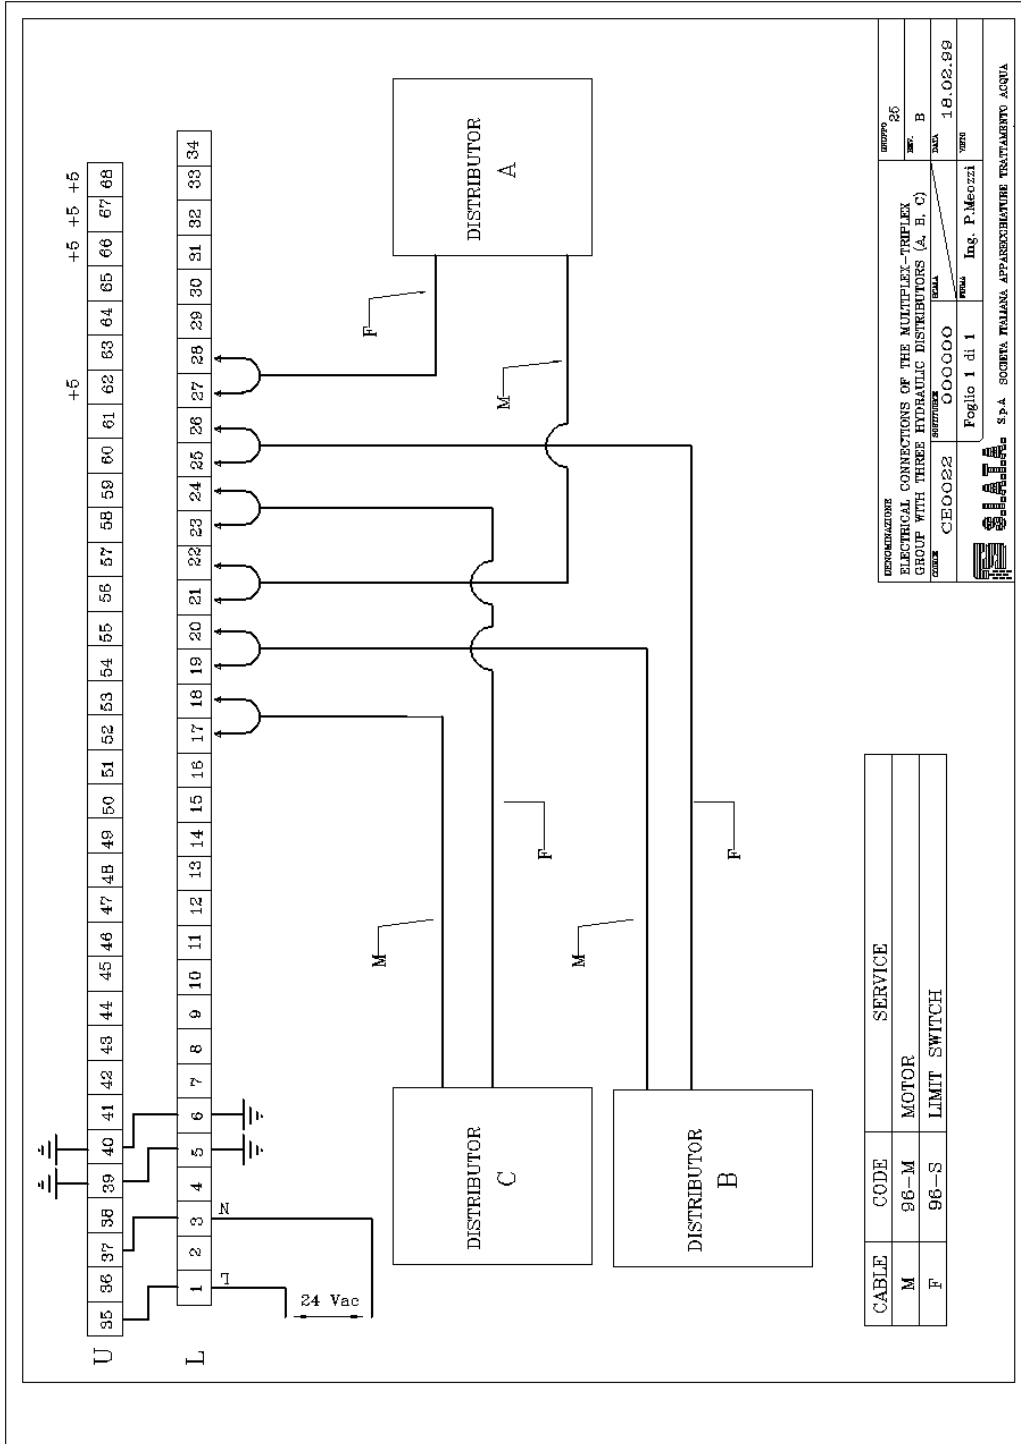 U
35 36 37 38 39 40 41 42 43 44 45 46 47 48 49 50 51 52 53 54 55 56 57 58 59 60 61 62 63 64 65 66 67 68
+5 +5 +5 +5
L
1 2 3 4 5 6 7 8 9 10 11 12 13 14 15 16 17 18 19 20 21 22 23 24 25 26 27 28 29 30 31 32 33 34
L
N
24 Vac
DISTRIBUTOR
C
M
F
DISTRIBUTOR
A
F
M
DISTRIBUTOR
B
M
F
CABLE CODE SERVICE
M 96-M MOTOR
F 96-S LIMIT SWITCH
DENOMINAZIONE
ELECTRICAL CONNECTIONS OF THE MULTIPLEX-TRIPLEX
GROUP WITH THREE HYDRAULIC DISTRIBUTORS (A, B, C)
GRUPPO
25
REV.
B
CODICE
CE0022
SOSTITUISCE
000000
SCALA
DATA
18.02.99
Foglio 1 di 1
FIRMA
Ing. P.Meozzi
VISTO
SIATA S.p.A SOCIETA ITALIANA APPARECCHIATURE TRATTAMENTO ACQUA